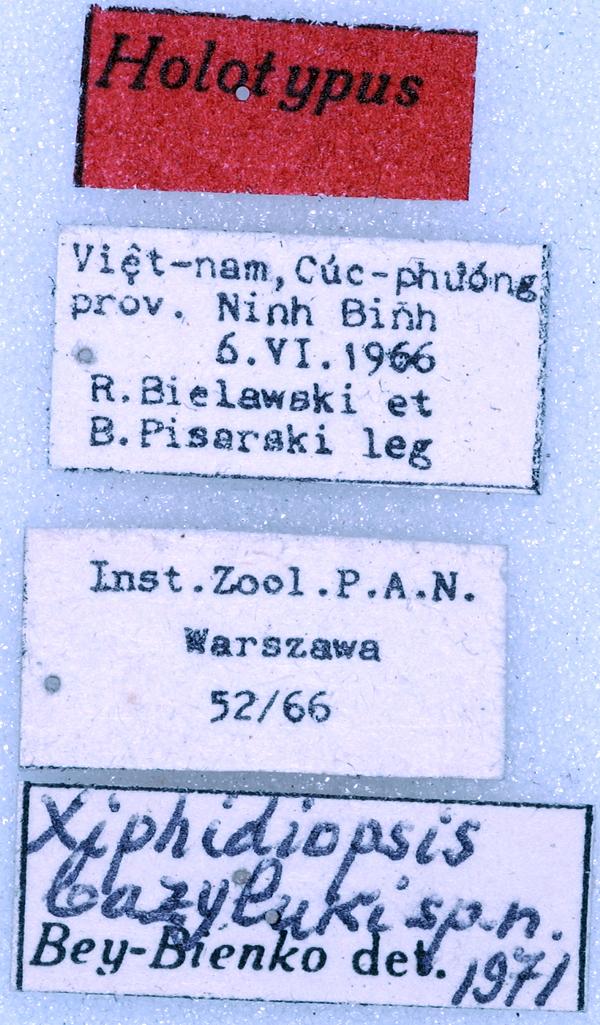 Holotypus
Việt-nam, Cúc-phương
prov. Ninh Binh
6.VI.1966
R.Bielawski et
B.Pisarski leg
Inst.Zool.P.A.N.
Warszawa
52/66
Xiphidiopsis
bazyluki sp.n.
Bey-Bienko det. 1971